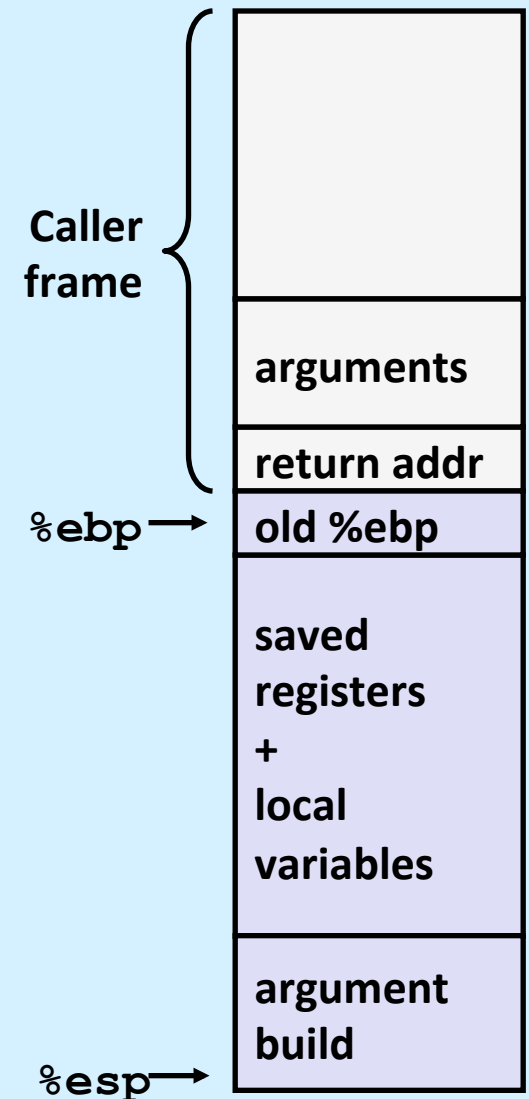 Caller
frame
arguments
return addr
%ebp
old %ebp
saved
registers
+
local
variables
argument
build
%esp